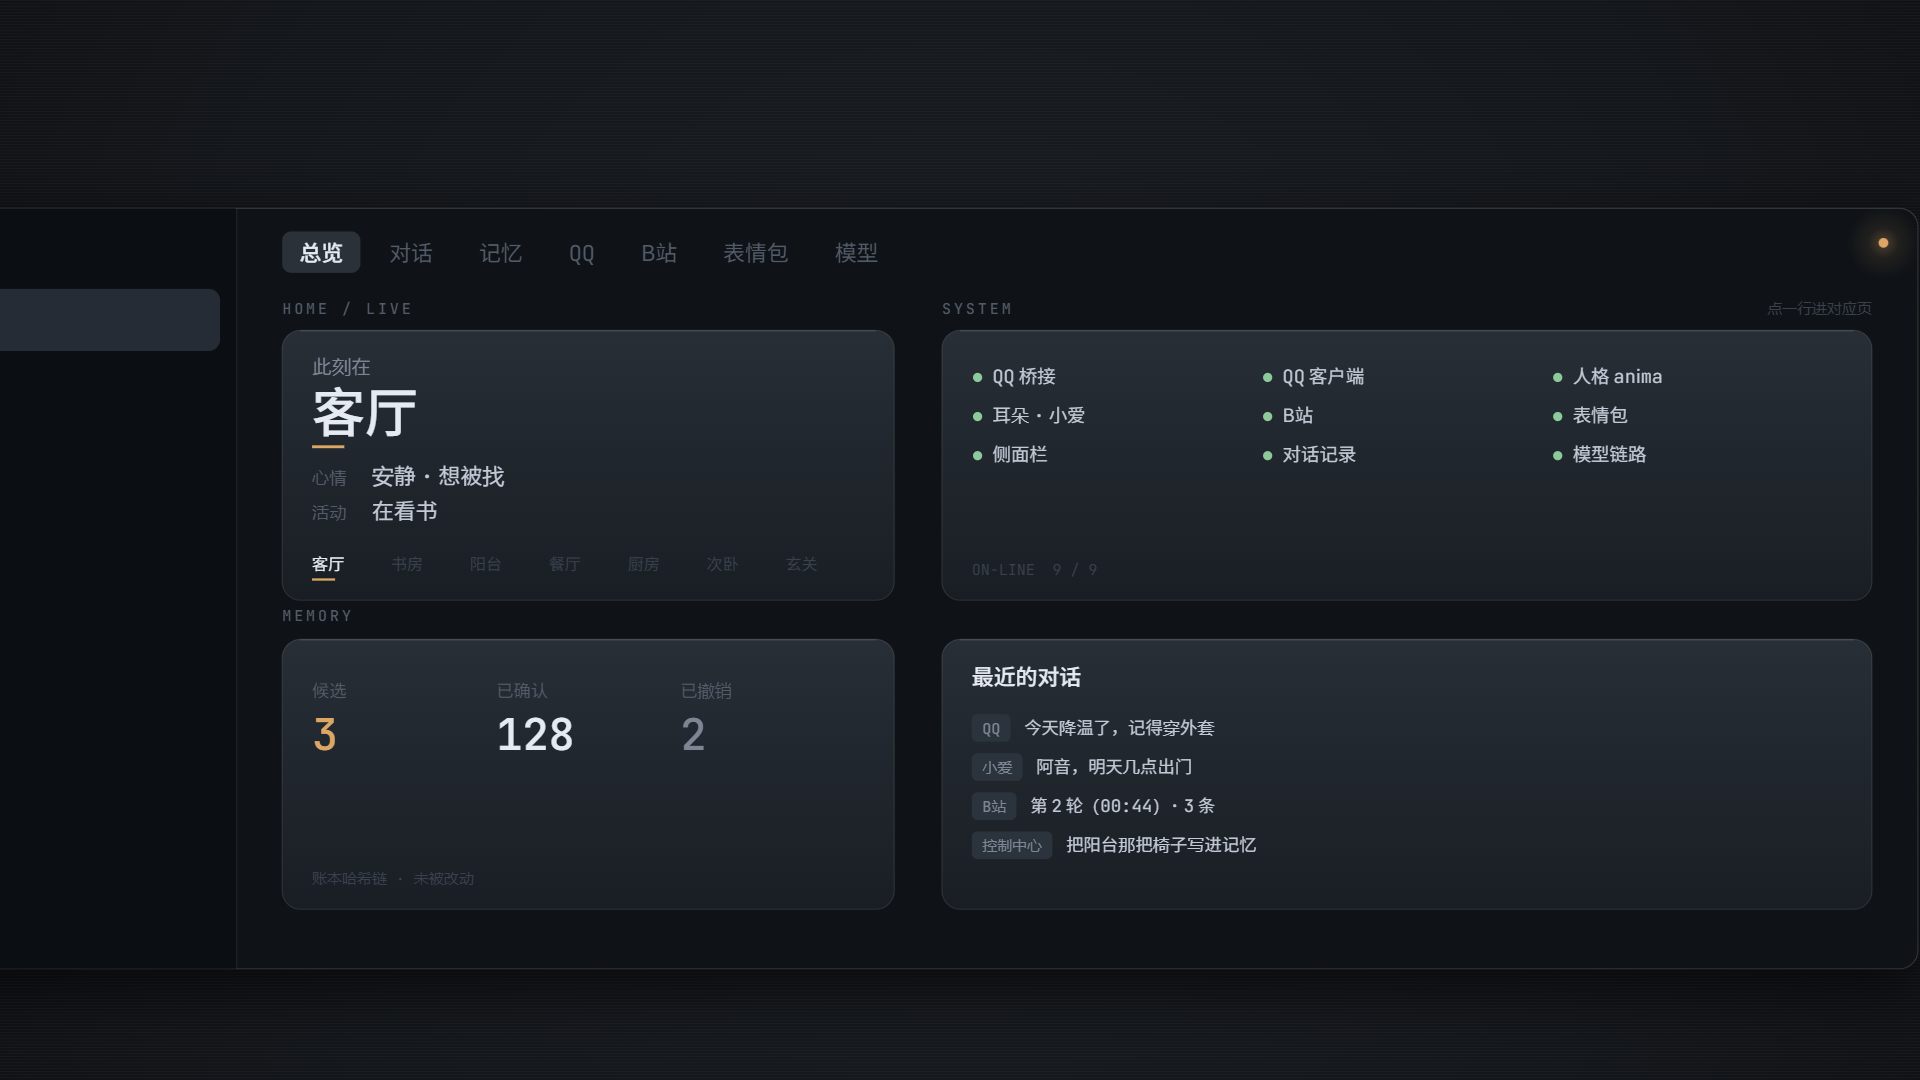 总览 对话 记忆 QQ B站 表情包 模型
HOME / LIVE
此刻在
客厅
心情 安静 · 想被找
活动 在看书
客厅 书房 阳台 餐厅 厨房 次卧 玄关
SYSTEM 点一行进对应页
QQ 桥接 QQ 客户端 人格 anima
耳朵 · 小爱 B站 表情包
侧面栏 对话记录 模型链路
ON-LINE 9 / 9
MEMORY
候选 已确认 已撤销
3 128 2
账本哈希链 · 未被改动
最近的对话
QQ 今天降温了，记得穿外套
小爱 阿音，明天几点出门
B站 第 2 轮（00:44）· 3 条
控制中心 把阳台那把椅子写进记忆